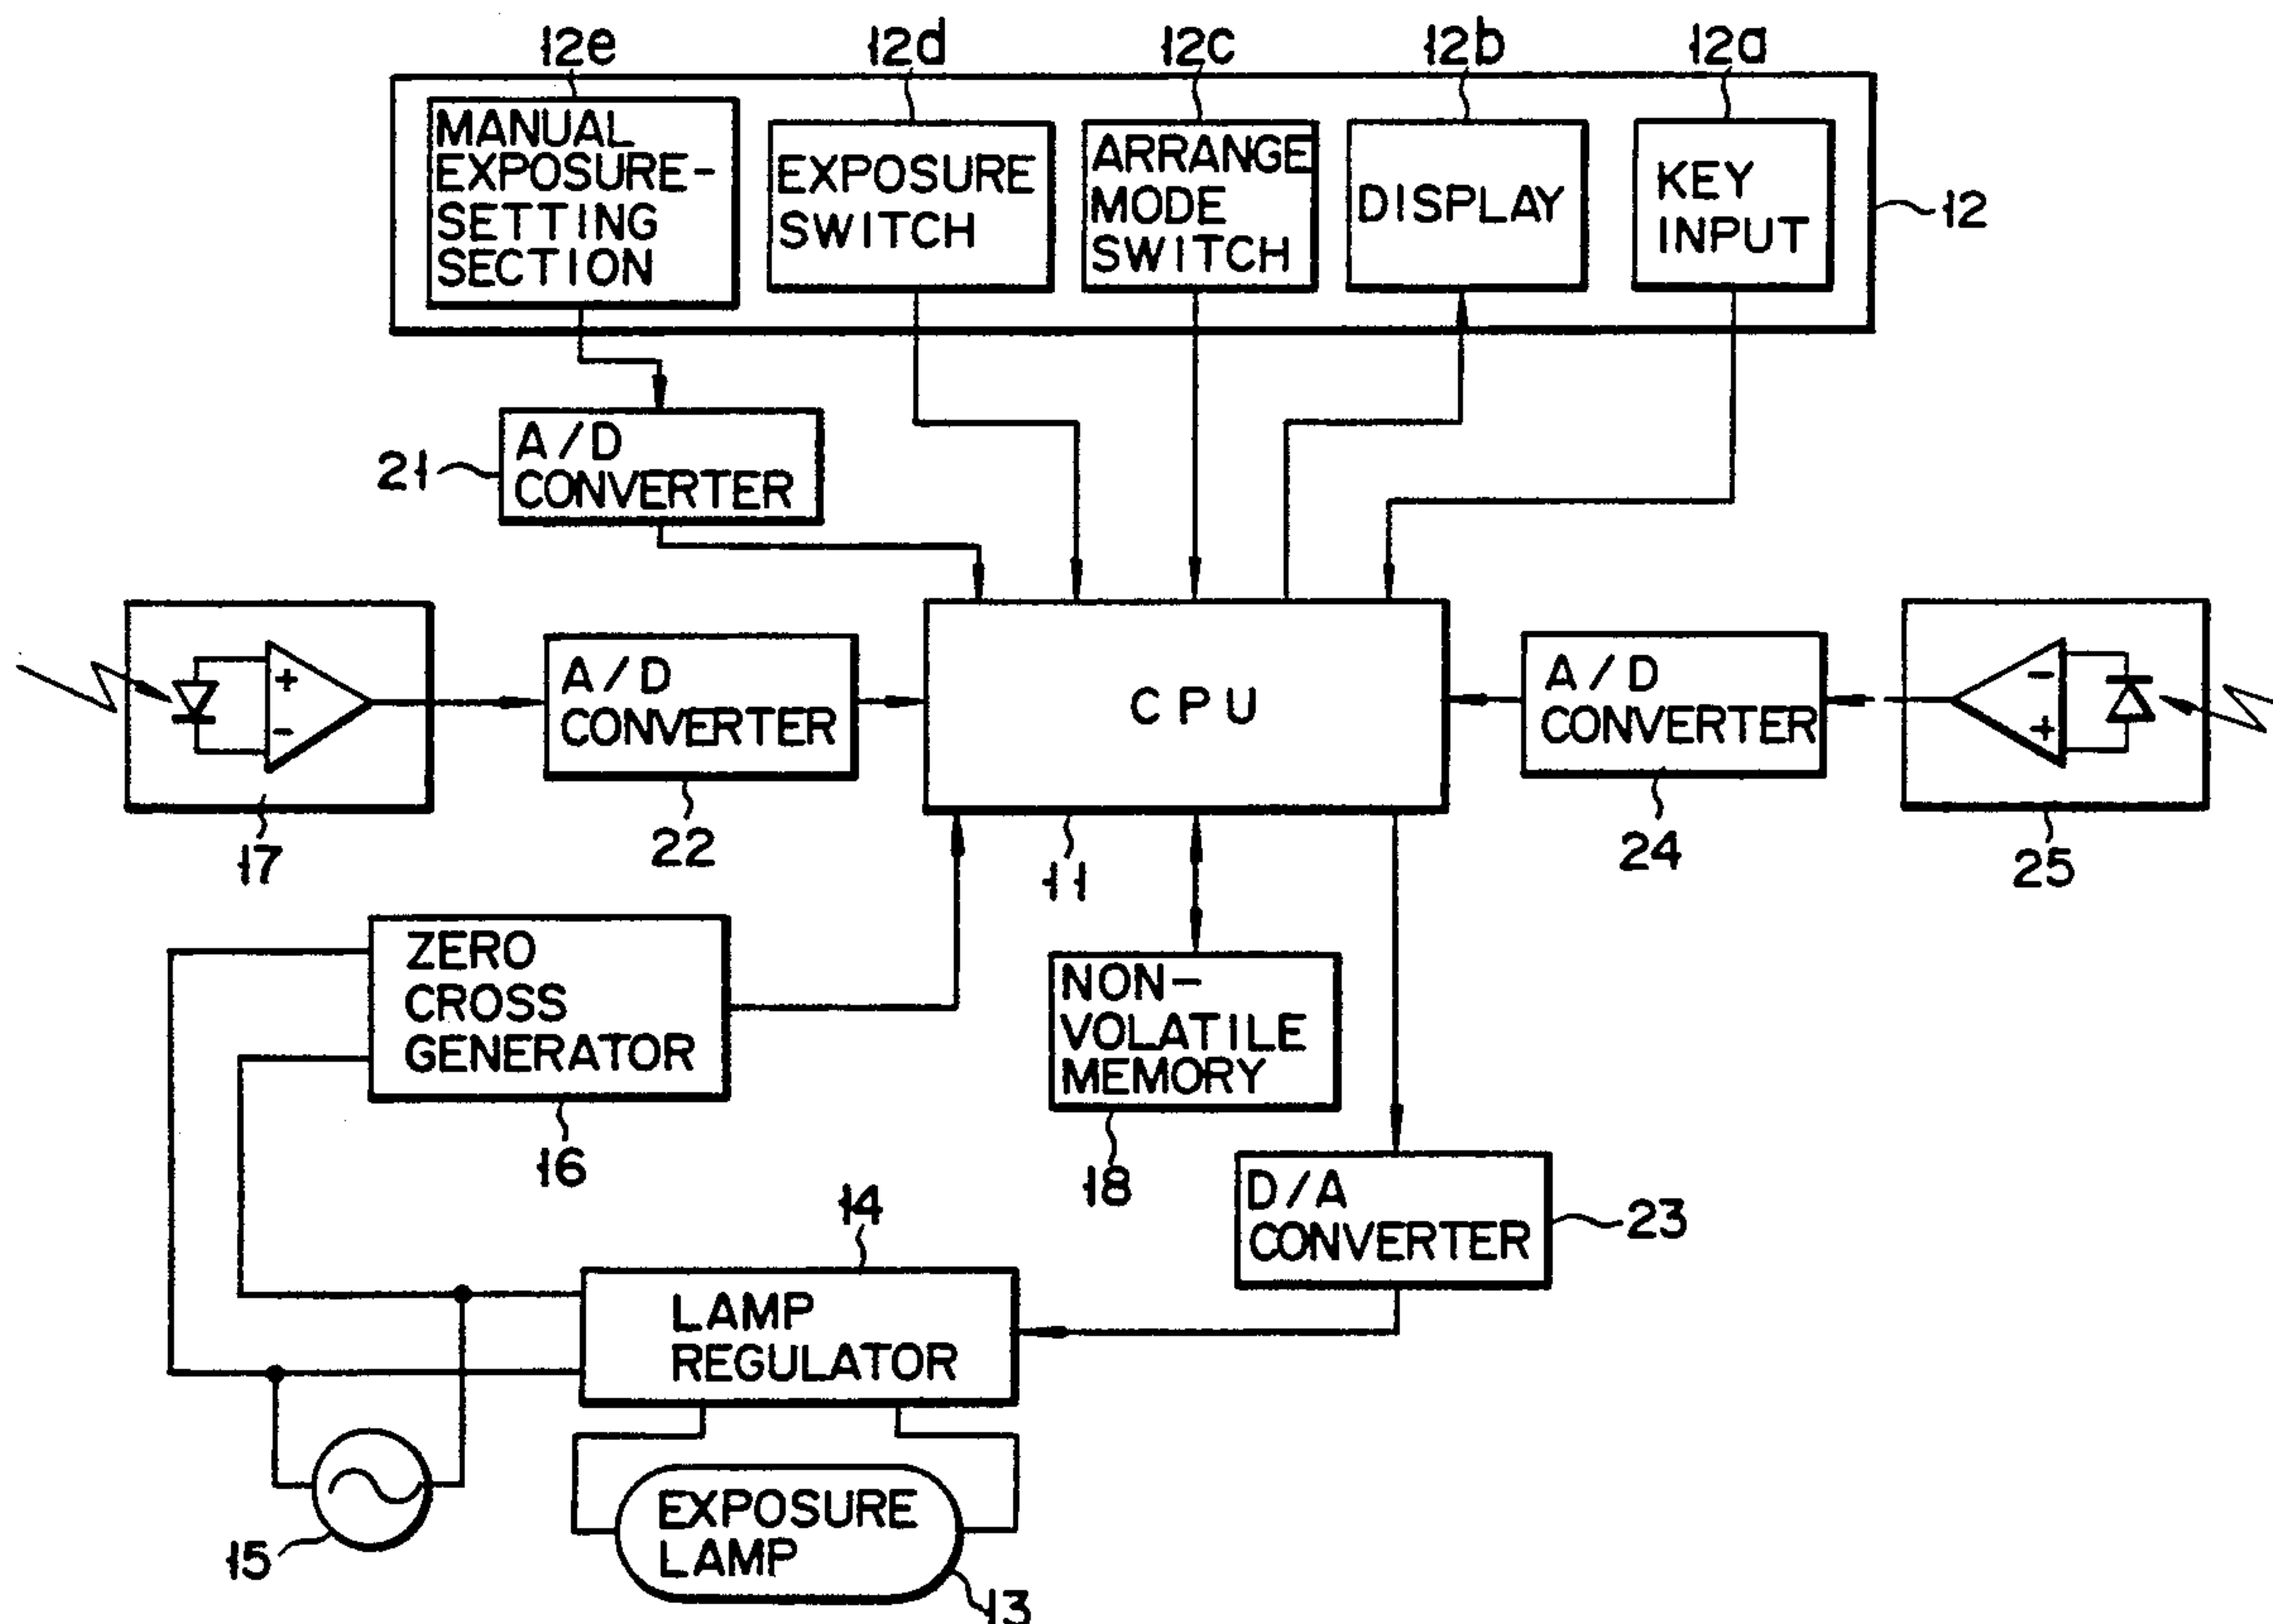 12e
12d
12c
12b
12a
MANUAL
EXPOSURE-
SETTING
SECTION
EXPOSURE
SWITCH
ARRANGE
MODE
SWITCH
DISPLAY
KEY
INPUT
12
21
A/D
CONVERTER
+
-
17
A/D
CONVERTER
22
CPU
11
A/D
CONVERTER
24
-
+
25
ZERO
CROSS
GENERATOR
16
NON-
VOLATILE
MEMORY
18
D/A
CONVERTER
23
14
LAMP
REGULATOR
15
EXPOSURE
LAMP
13